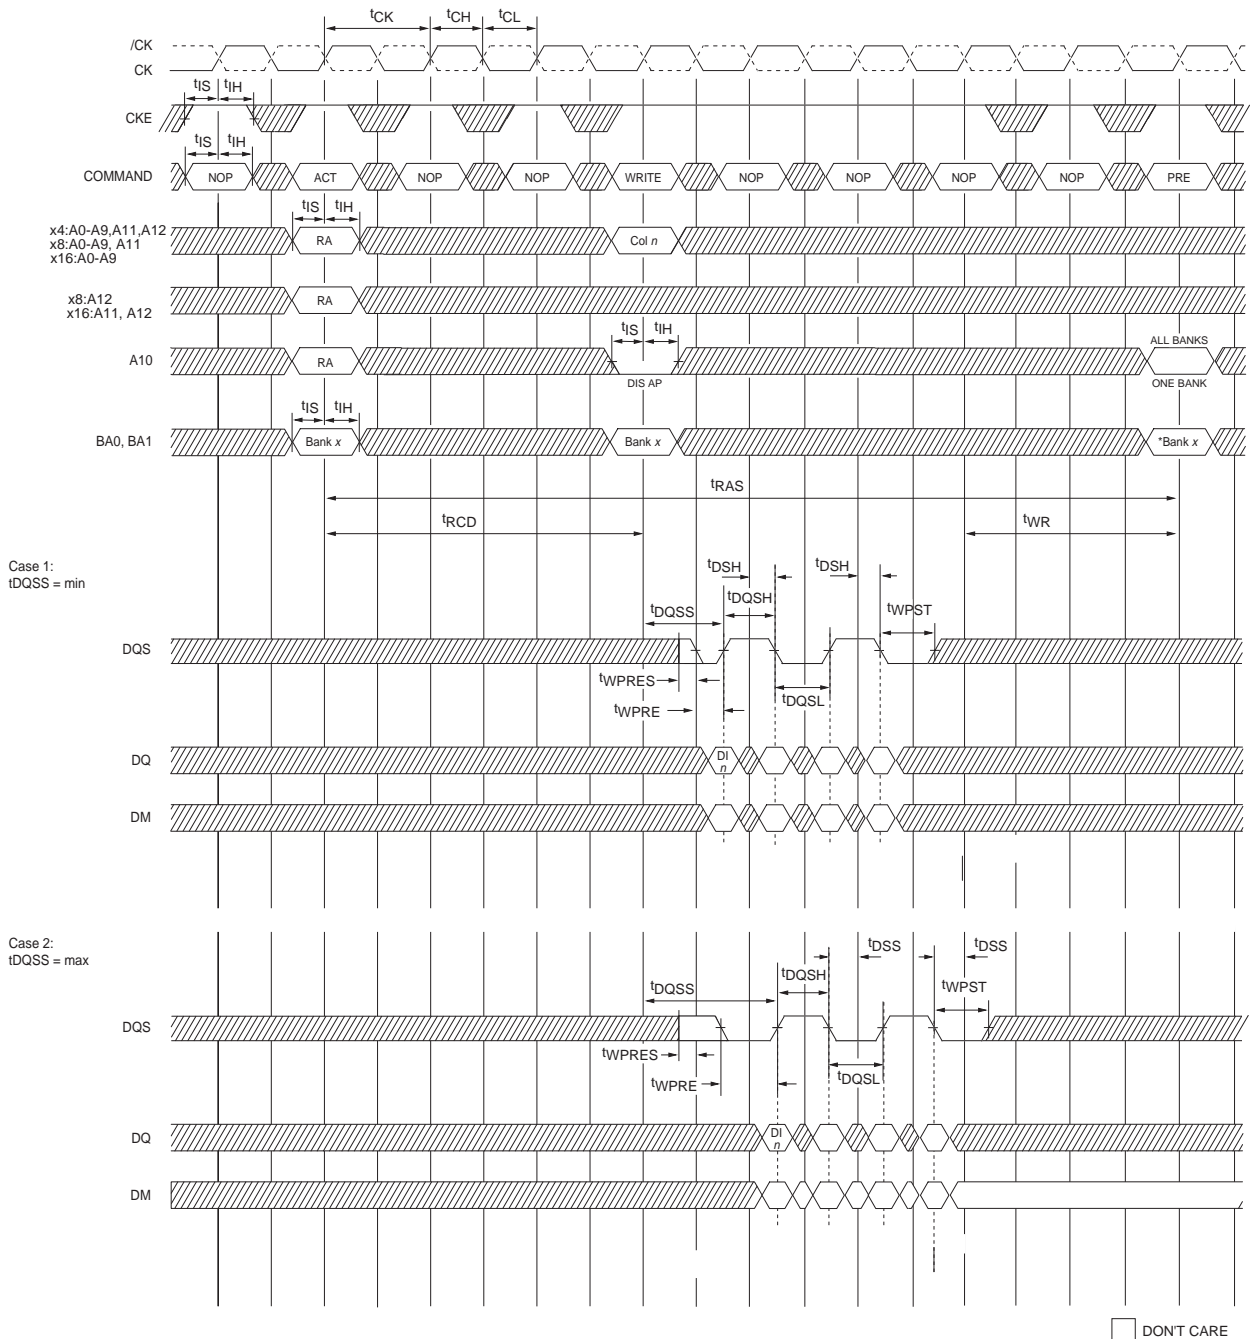 tCK tCH tCL
/CK
CK
tIS tIH
CKE
tIS tIH
COMMAND NOP ACT NOP NOP WRITE NOP NOP NOP NOP PRE
tIS tIH
x4:A0-A9,A11,A12
x8:A0-A9, A11
x16:A0-A9
RA Col n
x8:A12
x16:A11, A12
RA
tIS tIH
ALL BANKS
A10 RA
DIS AP ONE BANK
tIS tIH
BA0, BA1 Bank x Bank x *Bank x
tRAS
tRCD tWR
Case 1:
tDQSS = min
tDSH tDSH
tDQSH
tDQSS tWPST
DQS
tWPRES
tDQSL
tWPRE
DQ DI
n
DM
Case 2:
tDQSS = max
tDSS tDSS
tDQSH
tDQSS tWPST
DQS
tWPRES
tDQSL
tWPRE
DQ DI
n
DM
DON'T CARE